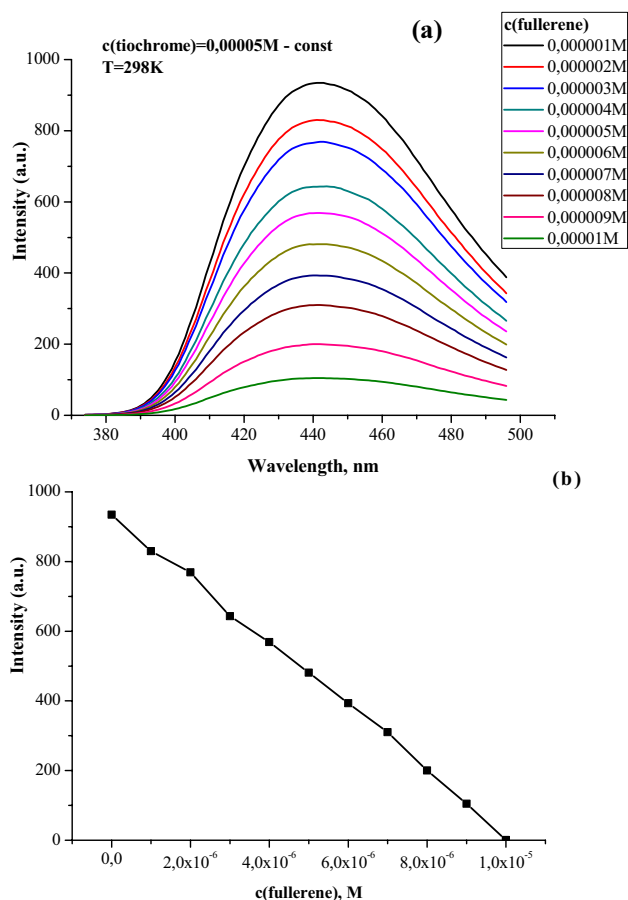 (a)
c(tiochrome)=0,00005M - const
T=298K
c(fullerene)
0,000001M
0,000002M
0,000003M
0,000004M
0,000005M
0,000006M
0,000007M
0,000008M
0,000009M
0,00001M
Intensity (a.u.)
1000
800
600
400
200
0
380 400 420 440 460 480 500
Wavelength, nm
(b)
Intensity (a.u.)
1000
800
600
400
200
0
0,0 2,0x10⁻⁶ 4,0x10⁻⁶ 6,0x10⁻⁶ 8,0x10⁻⁶ 1,0x10⁻⁵
c(fullerene), M